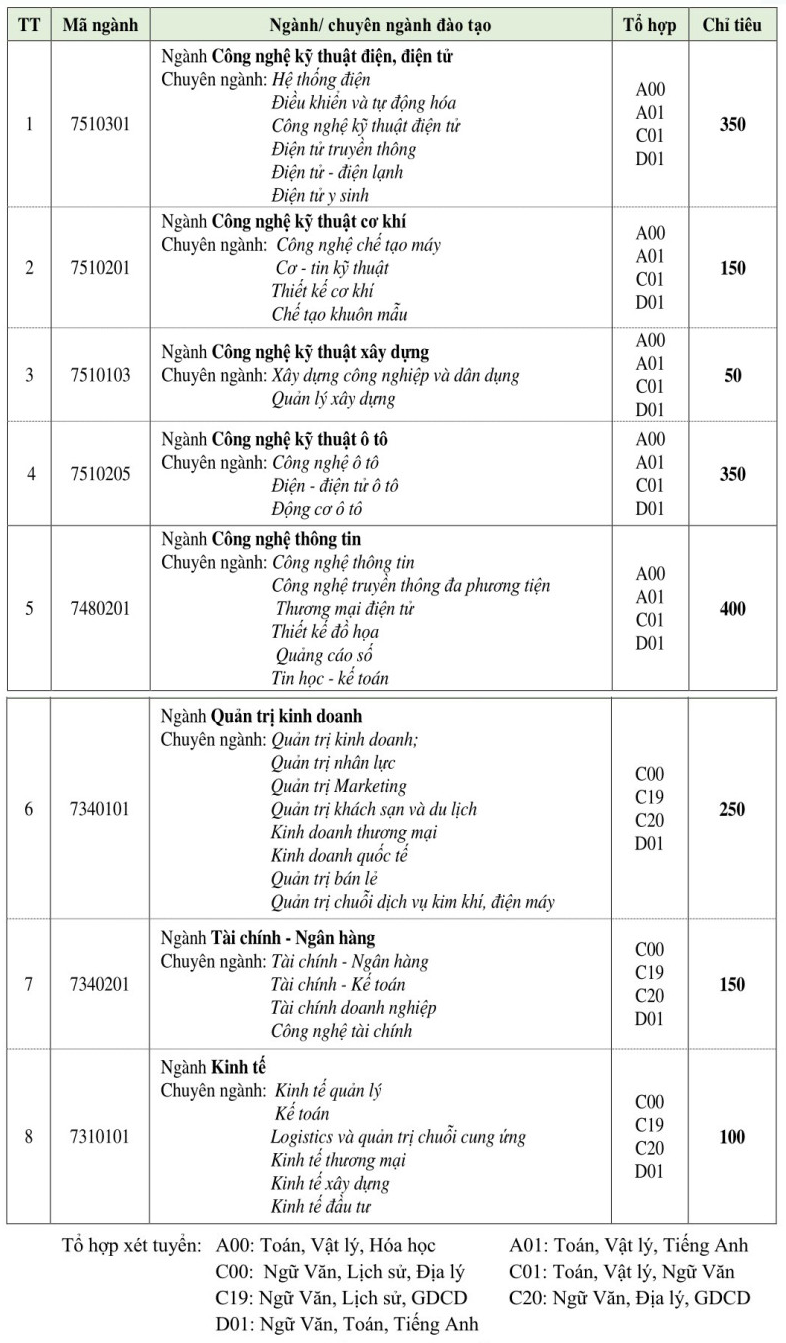 TT Mã ngành Ngành/ chuyên ngành đào tạo Tổ hợp Chỉ tiêu
1 7510301 350
Ngành Công nghệ kỹ thuật điện, điện tử
Chuyên ngành: Hệ thống điện
Điều khiển và tự động hóa
Công nghệ kỹ thuật điện tử
Điện tử truyền thông
Điện tử - điện lạnh
Điện tử y sinh
A00
A01
C01
D01
2 7510201 150
Ngành Công nghệ kỹ thuật cơ khí
Chuyên ngành: Công nghệ chế tạo máy
Cơ - tin kỹ thuật
Thiết kế cơ khí
Chế tạo khuôn mẫu
A00
A01
C01
D01
3 7510103 50
Ngành Công nghệ kỹ thuật xây dựng
Chuyên ngành: Xây dựng công nghiệp và dân dụng
Quản lý xây dựng
A00
A01
C01
D01
4 7510205 350
Ngành Công nghệ kỹ thuật ô tô
Chuyên ngành: Công nghệ ô tô
Điện - điện tử ô tô
Động cơ ô tô
A00
A01
C01
D01
5 7480201 400
Ngành Công nghệ thông tin
Chuyên ngành: Công nghệ thông tin
Công nghệ truyền thông đa phương tiện
Thương mại điện tử
Thiết kế đồ họa
Quảng cáo số
Tin học - kế toán
A00
A01
C01
D01
6 7340101 250
Ngành Quản trị kinh doanh
Chuyên ngành: Quản trị kinh doanh;
Quản trị nhân lực
Quản trị Marketing
Quản trị khách sạn và du lịch
Kinh doanh thương mại
Kinh doanh quốc tế
Quản trị bán lẻ
Quản trị chuỗi dịch vụ kim khí, điện máy
C00
C19
C20
D01
7 7340201 150
Ngành Tài chính - Ngân hàng
Chuyên ngành: Tài chính - Ngân hàng
Tài chính - Kế toán
Tài chính doanh nghiệp
Công nghệ tài chính
C00
C19
C20
D01
8 7310101 100
Ngành Kinh tế
Chuyên ngành: Kinh tế quản lý
Kế toán
Logistics và quản trị chuỗi cung ứng
Kinh tế thương mại
Kinh tế xây dựng
Kinh tế đầu tư
C00
C19
C20
D01
Tổ hợp xét tuyển: A00: Toán, Vật lý, Hóa học A01: Toán, Vật lý, Tiếng Anh
C00: Ngữ Văn, Lịch sử, Địa lý C01: Toán, Vật lý, Ngữ Văn
C19: Ngữ Văn, Lịch sử, GDCD C20: Ngữ Văn, Địa lý, GDCD
D01: Ngữ Văn, Toán, Tiếng Anh